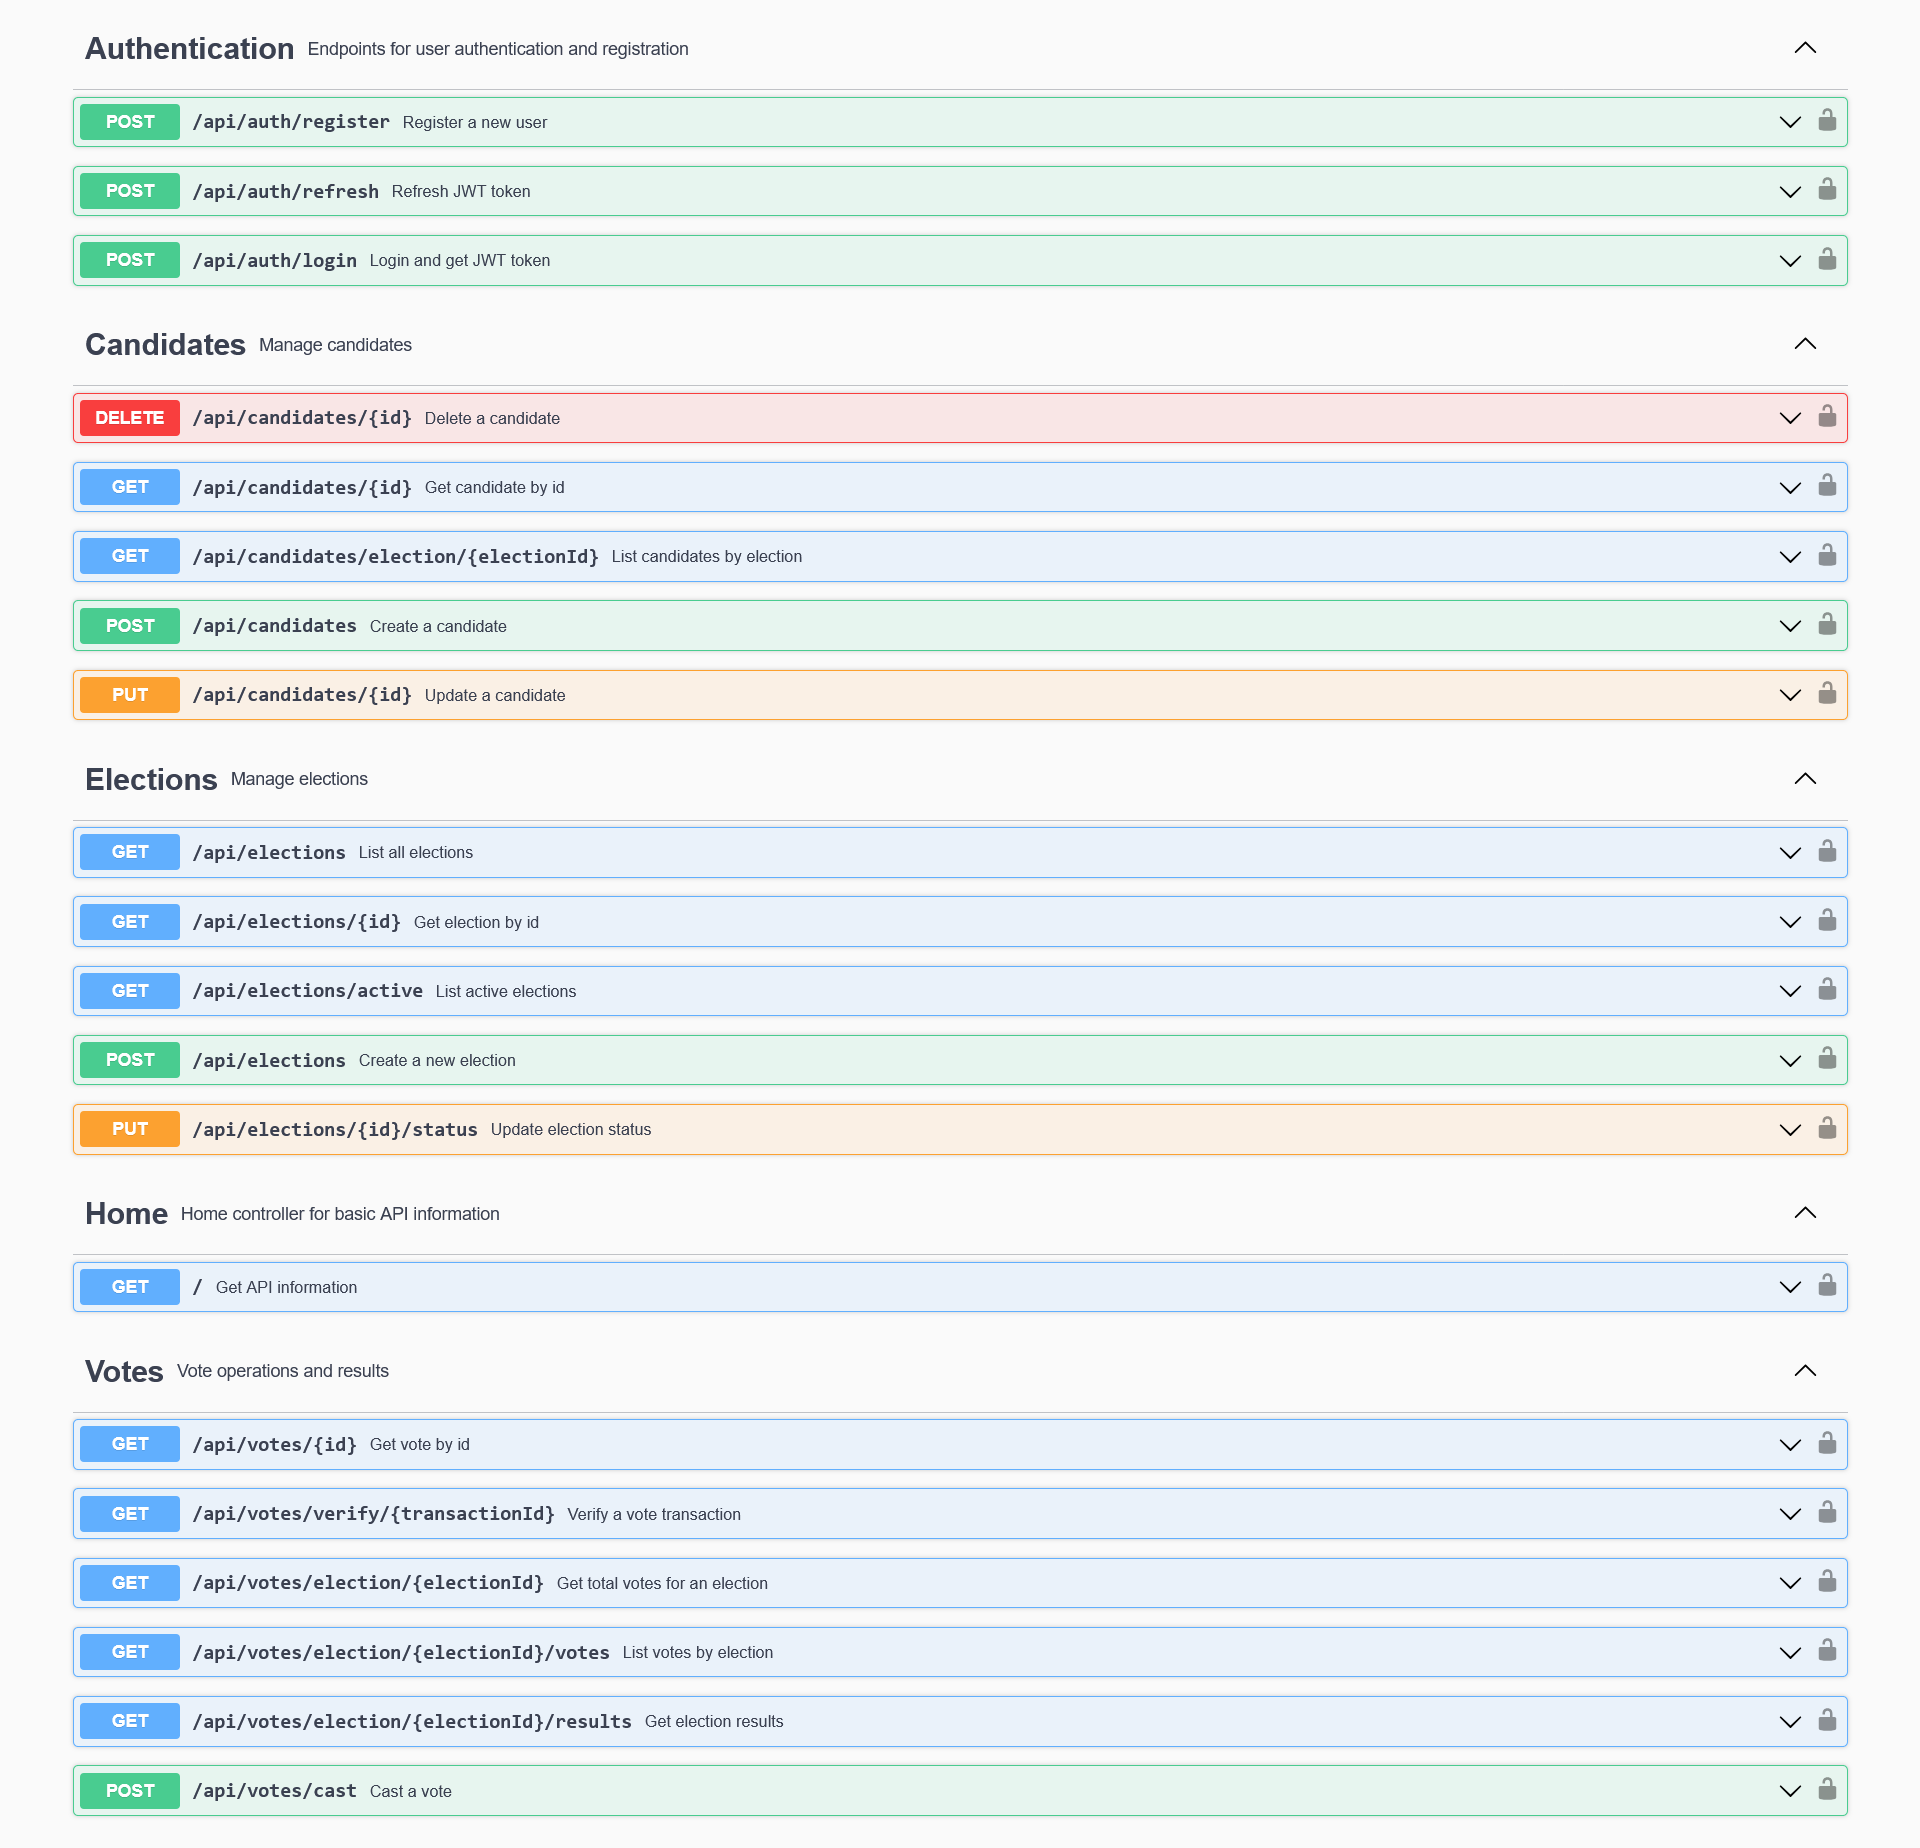 Authentication Endpoints for user authentication and registration
POST /api/auth/register Register a new user
POST /api/auth/refresh Refresh JWT token
POST /api/auth/login Login and get JWT token
Candidates Manage candidates
DELETE /api/candidates/{id} Delete a candidate
GET /api/candidates/{id} Get candidate by id
GET /api/candidates/election/{electionId} List candidates by election
POST /api/candidates Create a candidate
PUT /api/candidates/{id} Update a candidate
Elections Manage elections
GET /api/elections List all elections
GET /api/elections/{id} Get election by id
GET /api/elections/active List active elections
POST /api/elections Create a new election
PUT /api/elections/{id}/status Update election status
Home Home controller for basic API information
GET / Get API information
Votes Vote operations and results
GET /api/votes/{id} Get vote by id
GET /api/votes/verify/{transactionId} Verify a vote transaction
GET /api/votes/election/{electionId} Get total votes for an election
GET /api/votes/election/{electionId}/votes List votes by election
GET /api/votes/election/{electionId}/results Get election results
POST /api/votes/cast Cast a vote